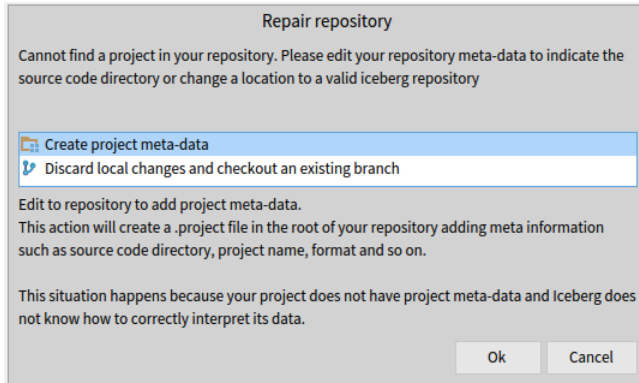 Repair repository
Cannot find a project in your repository. Please edit your repository meta-data to indicate the
source code directory or change a location to a valid iceberg repository
Create project meta-data
Discard local changes and checkout an existing branch
Edit to repository to add project meta-data.
This action will create a .project file in the root of your repository adding meta information
such as source code directory, project name, format and so on.
This situation happens because your project does not have project meta-data and Iceberg does
not know how to correctly interpret its data.
Ok Cancel